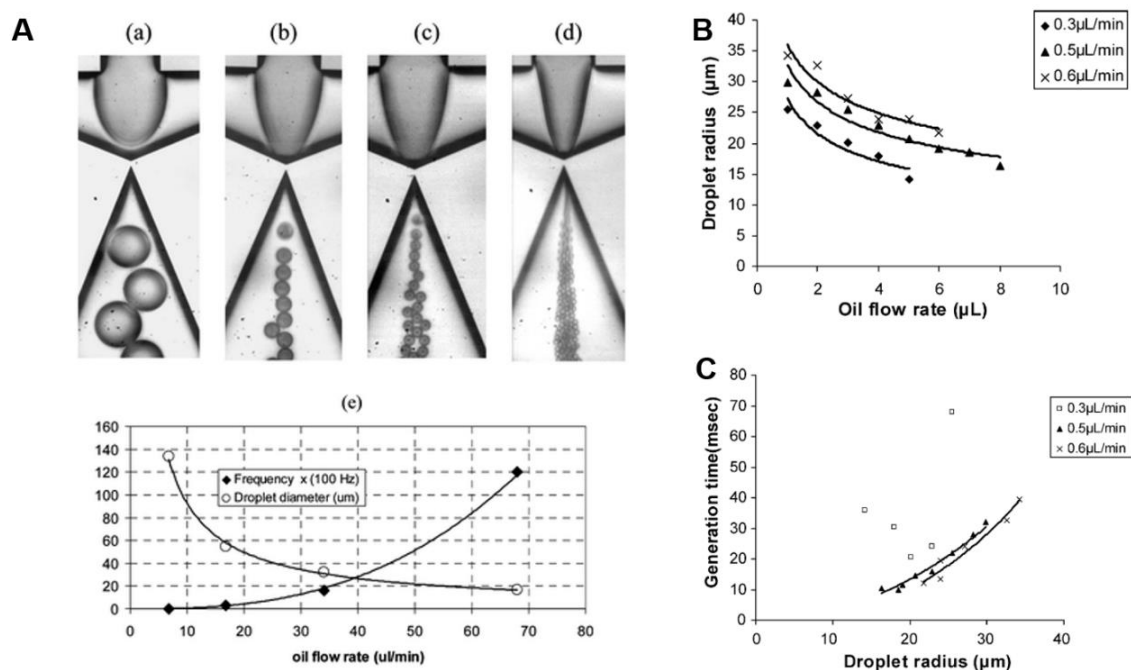 A
(a) (b) (c) (d)
(e)
160
140
120
100
80
60
40
20
0
Frequency x (100 Hz)
Droplet diameter (um)
0 10 20 30 40 50 60 70 80
oil flow rate (ul/min)
B
0.3µL/min
0.5µL/min
0.6µL/min
Droplet radius (µm)
40
35
30
25
20
15
10
5
0
0 2 4 6 8 10
Oil flow rate (µL)
C
0.3µL/min
0.5µL/min
0.6µL/min
Generation time(msec)
80
70
60
50
40
30
20
10
0
0 10 20 30 40
Droplet radius (µm)